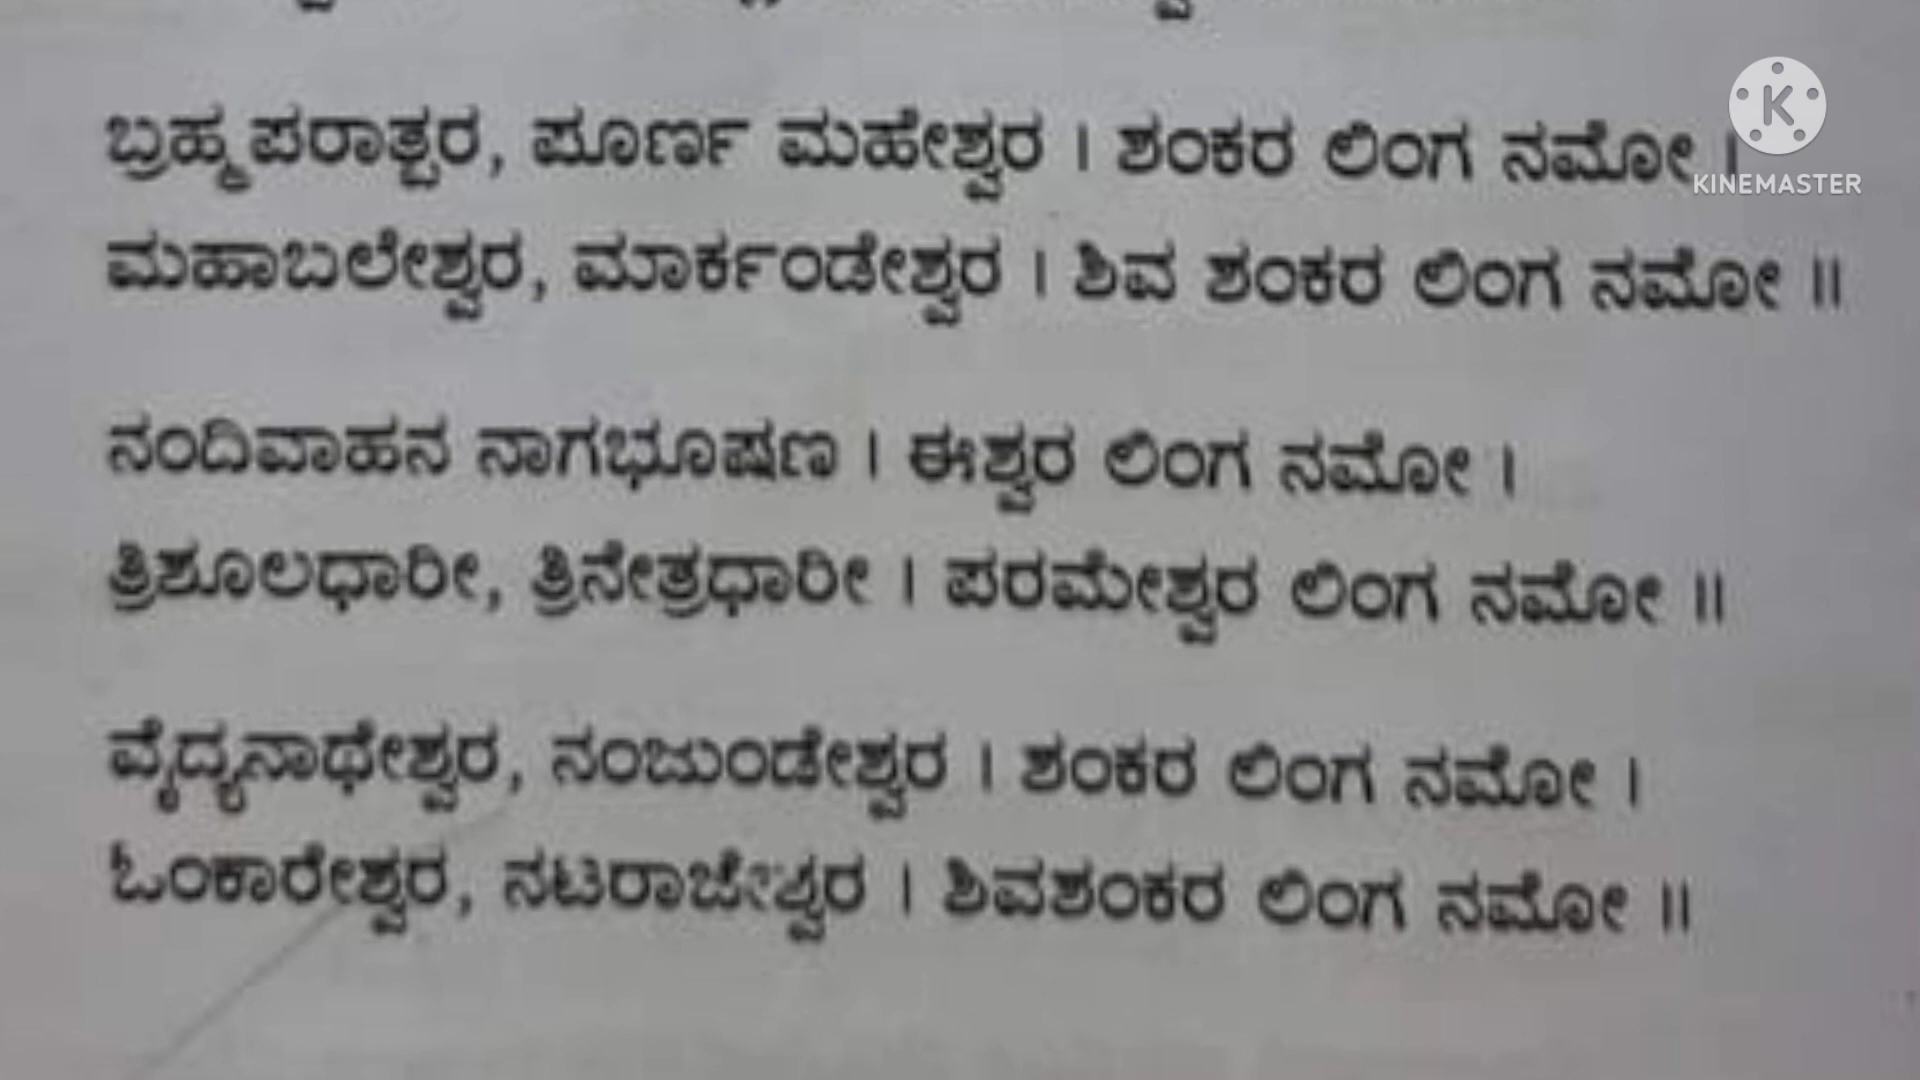 ಬ್ರಹ್ಮಪರಾತ್ಪರ, ಪೂರ್ಣ ಮಹೇಶ್ವರ । ಶಂಕರ ಲಿಂಗ ನಮೋ ।
ಮಹಾಬಲೇಶ್ವರ, ಮಾರ್ಕಂಡೇಶ್ವರ । ಶಿವ ಶಂಕರ ಲಿಂಗ ನಮೋ ॥
ನಂದಿವಾಹನ ನಾಗಭೂಷಣ । ಈಶ್ವರ ಲಿಂಗ ನಮೋ ।
ತ್ರಿಶೂಲಧಾರೀ, ತ್ರಿನೇತ್ರಧಾರೀ । ಪರಮೇಶ್ವರ ಲಿಂಗ ನಮೋ ॥
ವೈದ್ಯನಾಥೇಶ್ವರ, ನಂಜುಂಡೇಶ್ವರ । ಶಂಕರ ಲಿಂಗ ನಮೋ ।
ಓಂಕಾರೇಶ್ವರ, ನಟರಾಜೇಶ್ವರ । ಶಿವಶಂಕರ ಲಿಂಗ ನಮೋ ॥
K
KINEMASTER